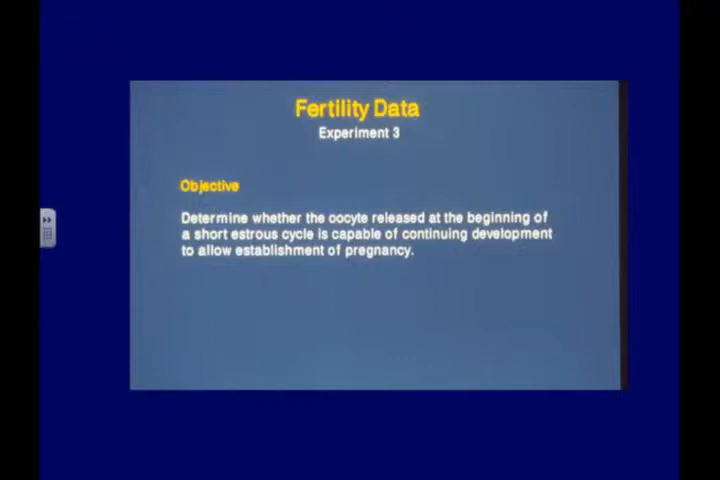 Fertility Data
Experiment 3
Objective
Determine whether the oocyte released at the beginning of
a short estrous cycle is capable of continuing development
to allow establishment of pregnancy.